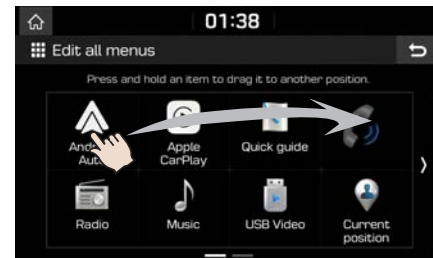 01:38
Edit all menus
Press and hold an item to drag it to another position.
Apple
CarPlay
Quick guide
Radio
Music
USB Video
Current
position